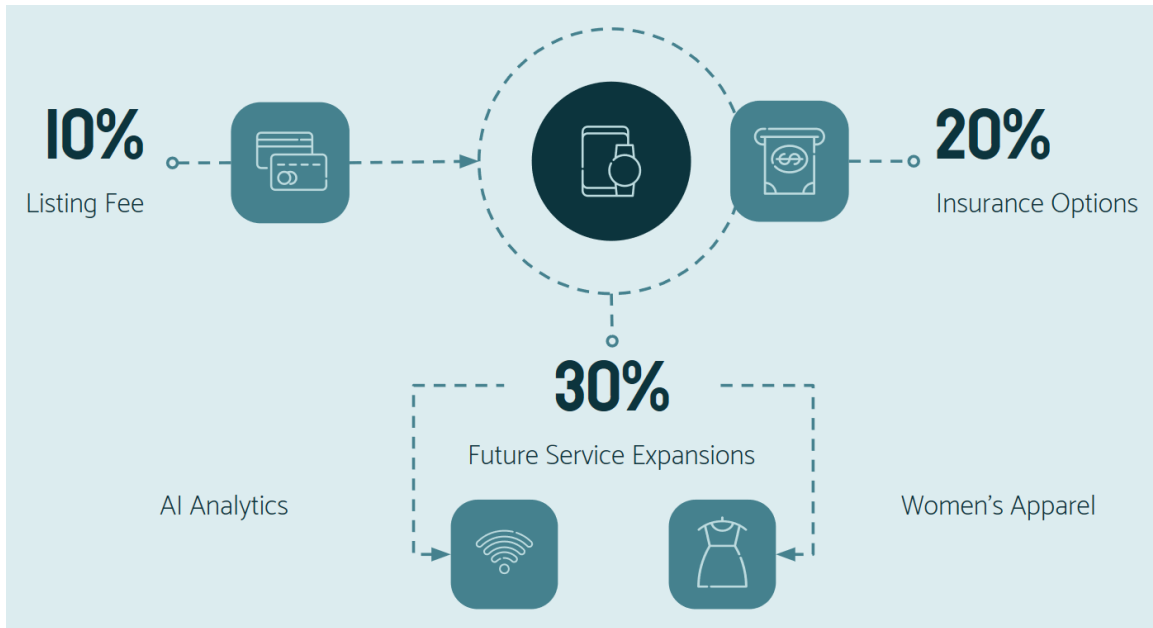 10%
Listing Fee
20%
Insurance Options
30%
Future Service Expansions
AI Analytics
Women's Apparel